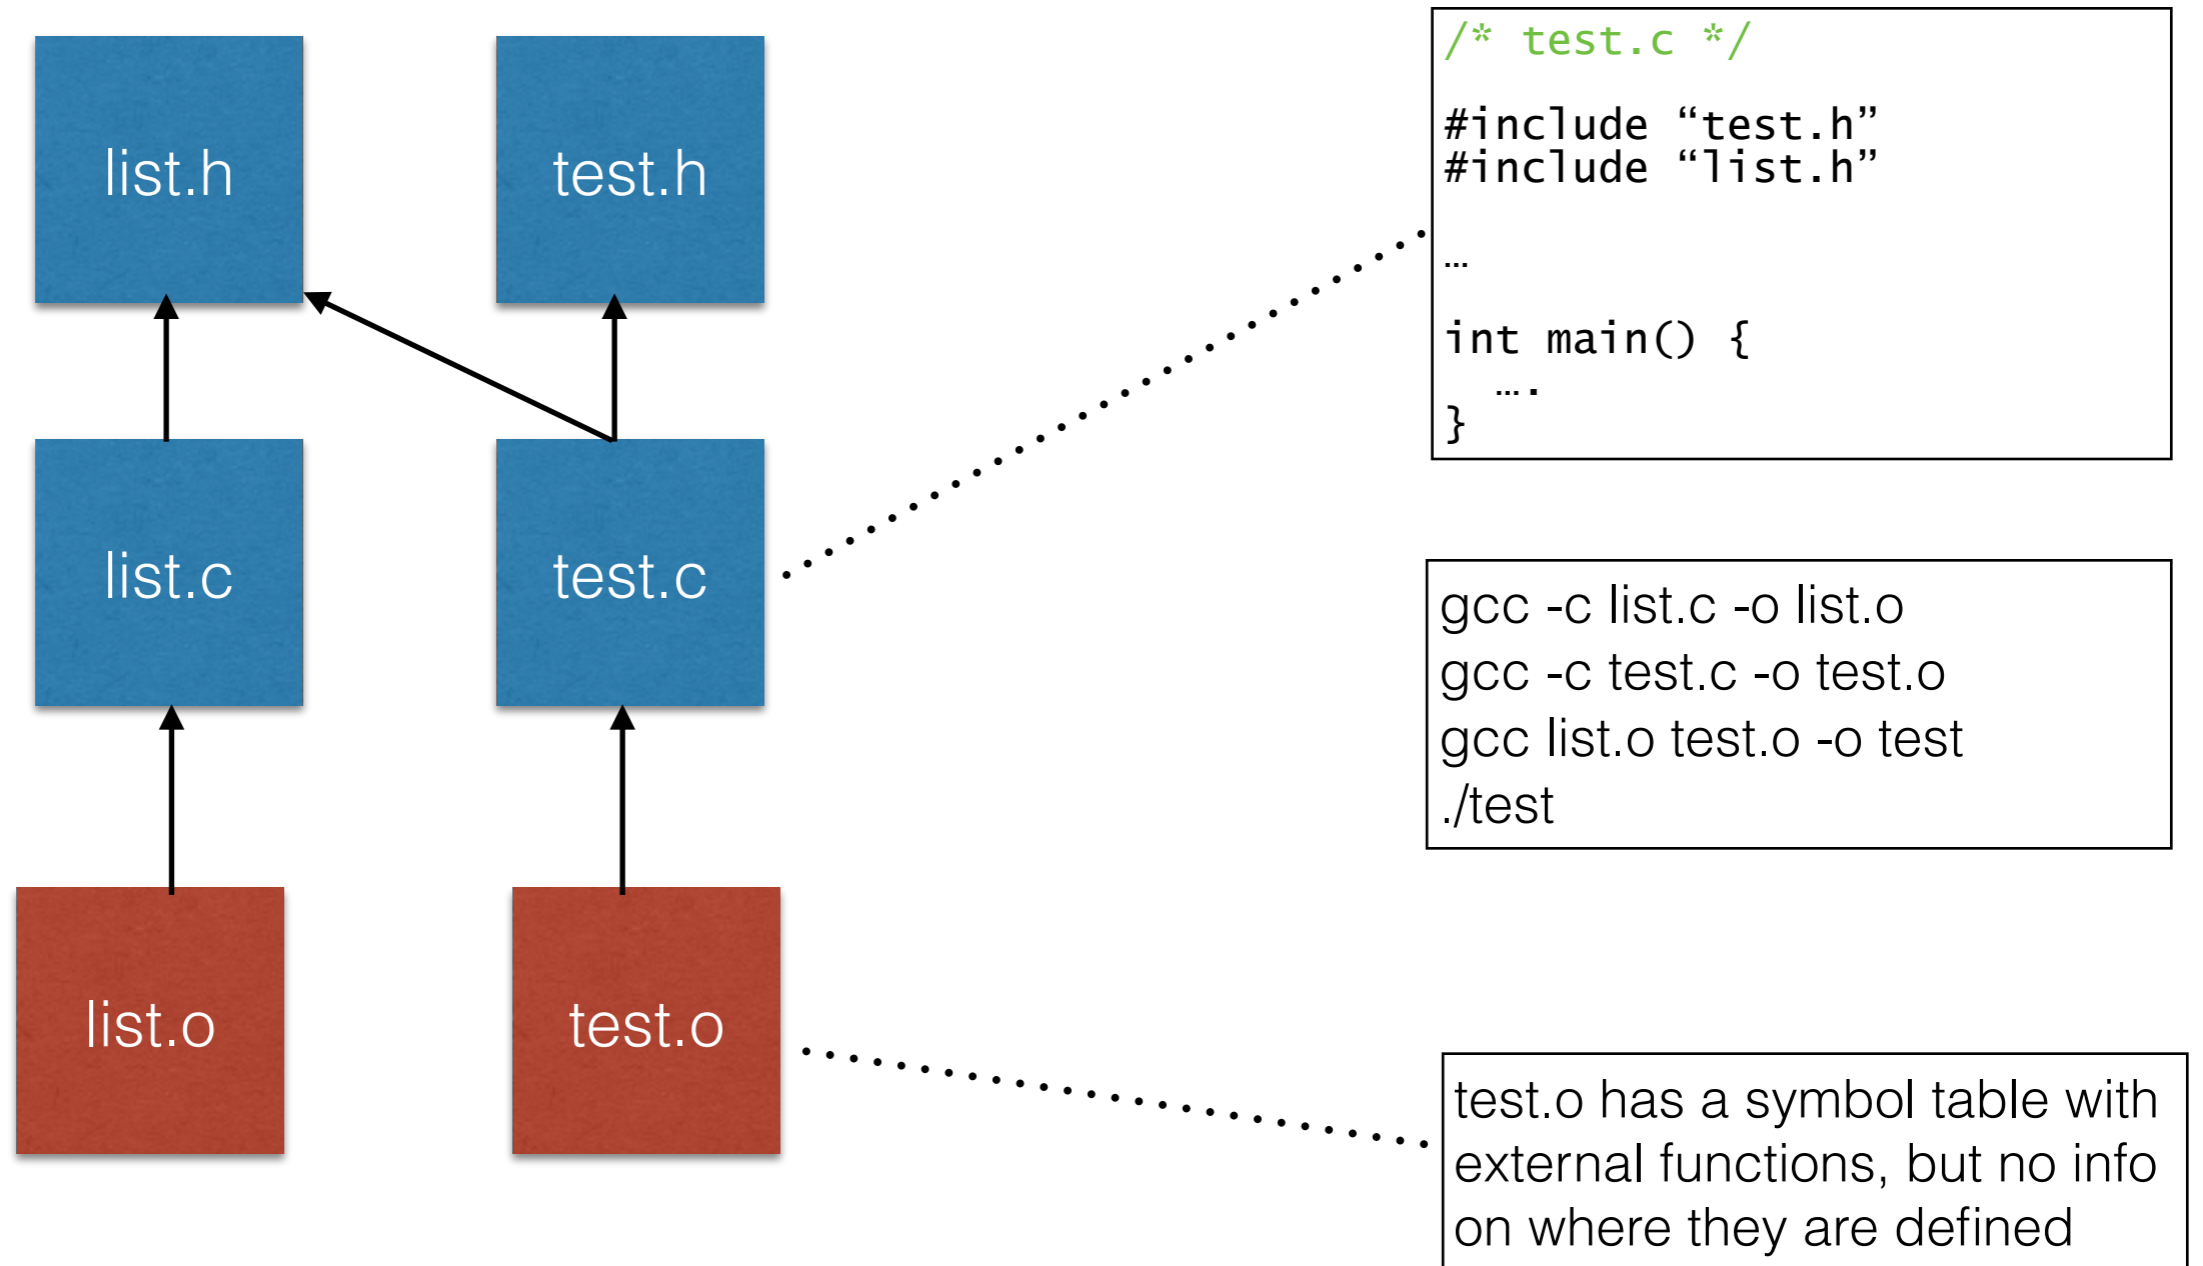 list.h
test.h
list.c
test.c
list.o
test.o
/* test.c */
#include “test.h”
#include “list.h”
…
int main() {
….
}
gcc -c list.c -o list.o
gcc -c test.c -o test.o
gcc list.o test.o -o test
./test
test.o has a symbol table with
external functions, but no info
on where they are defined